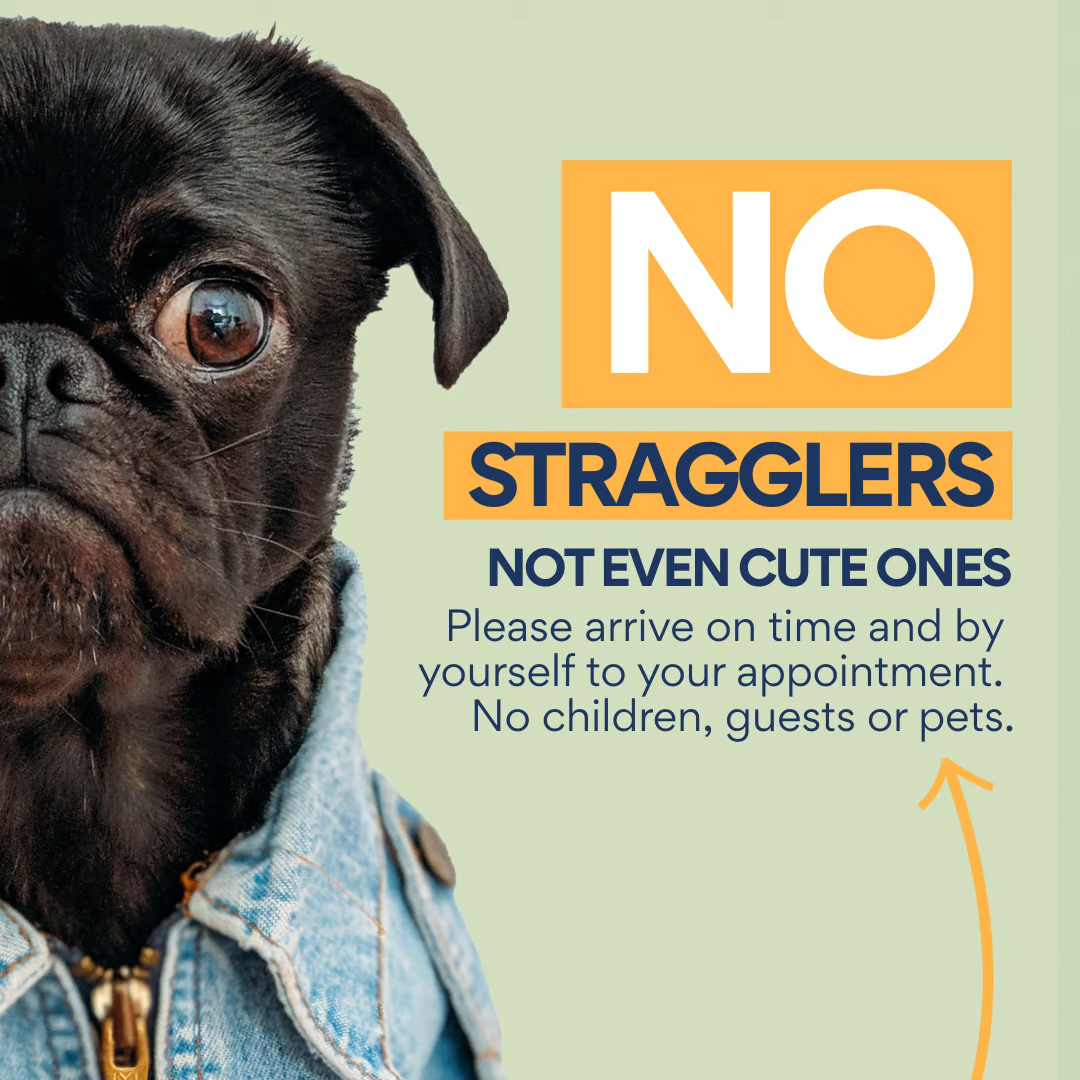 NO
STRAGGLERS
NOT EVEN CUTE ONES
Please arrive on time and by
yourself to your appointment.
No children, guests or pets.